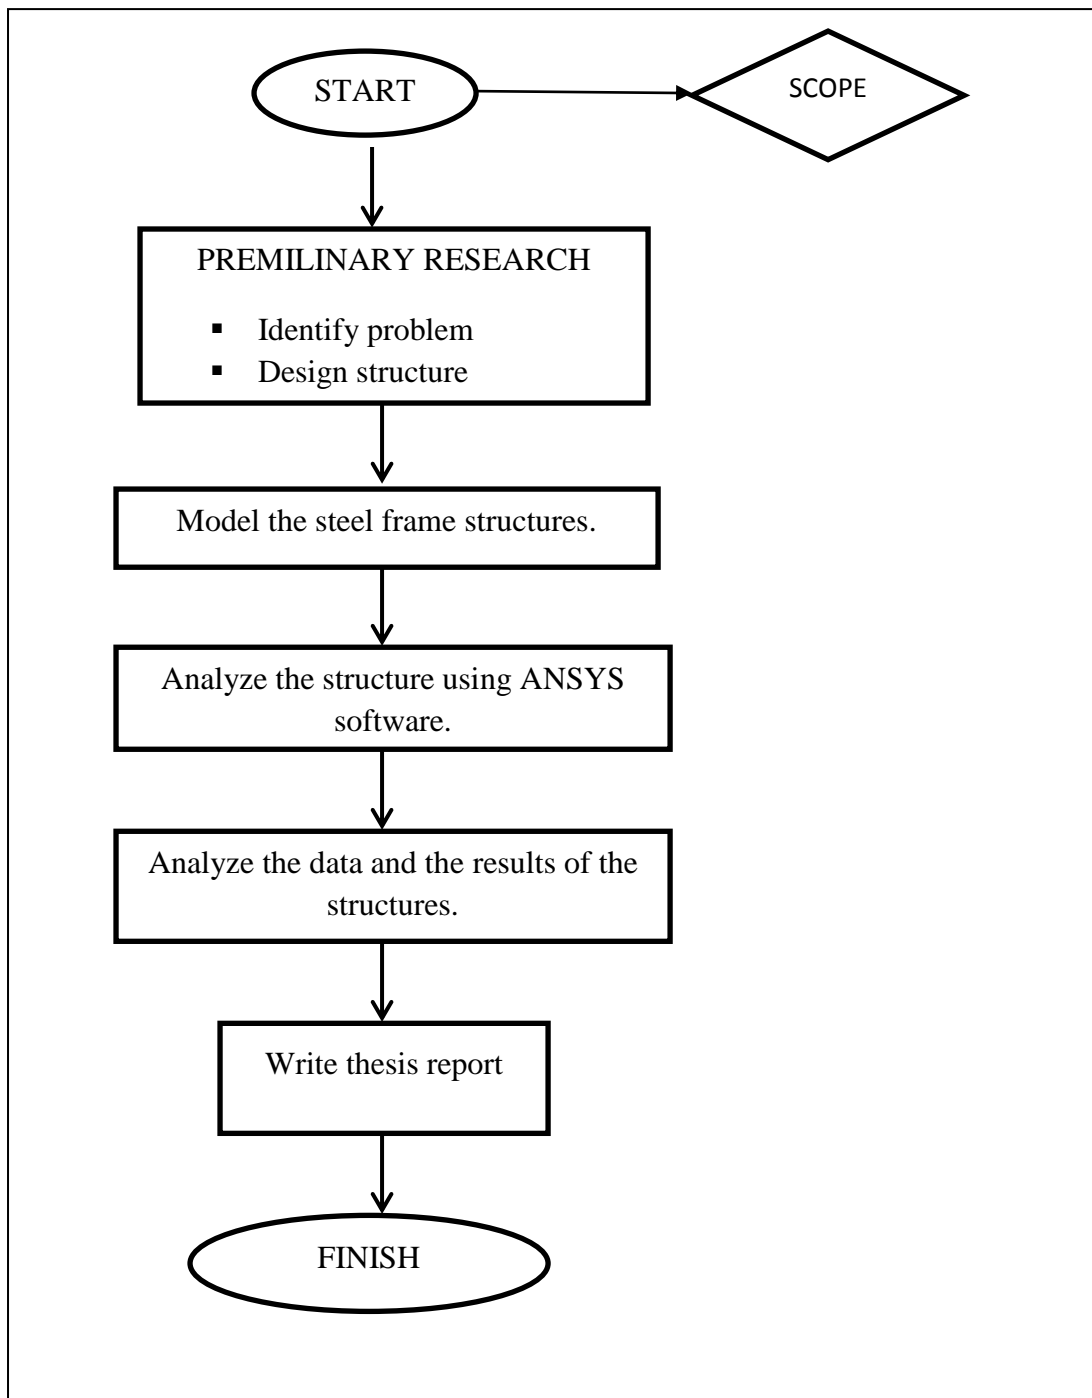 START
SCOPE
PREMILINARY RESEARCH
▪ Identify problem
▪ Design structure
Model the steel frame structures.
Analyze the structure using ANSYS
software.
Analyze the data and the results of the
structures.
Write thesis report
FINISH